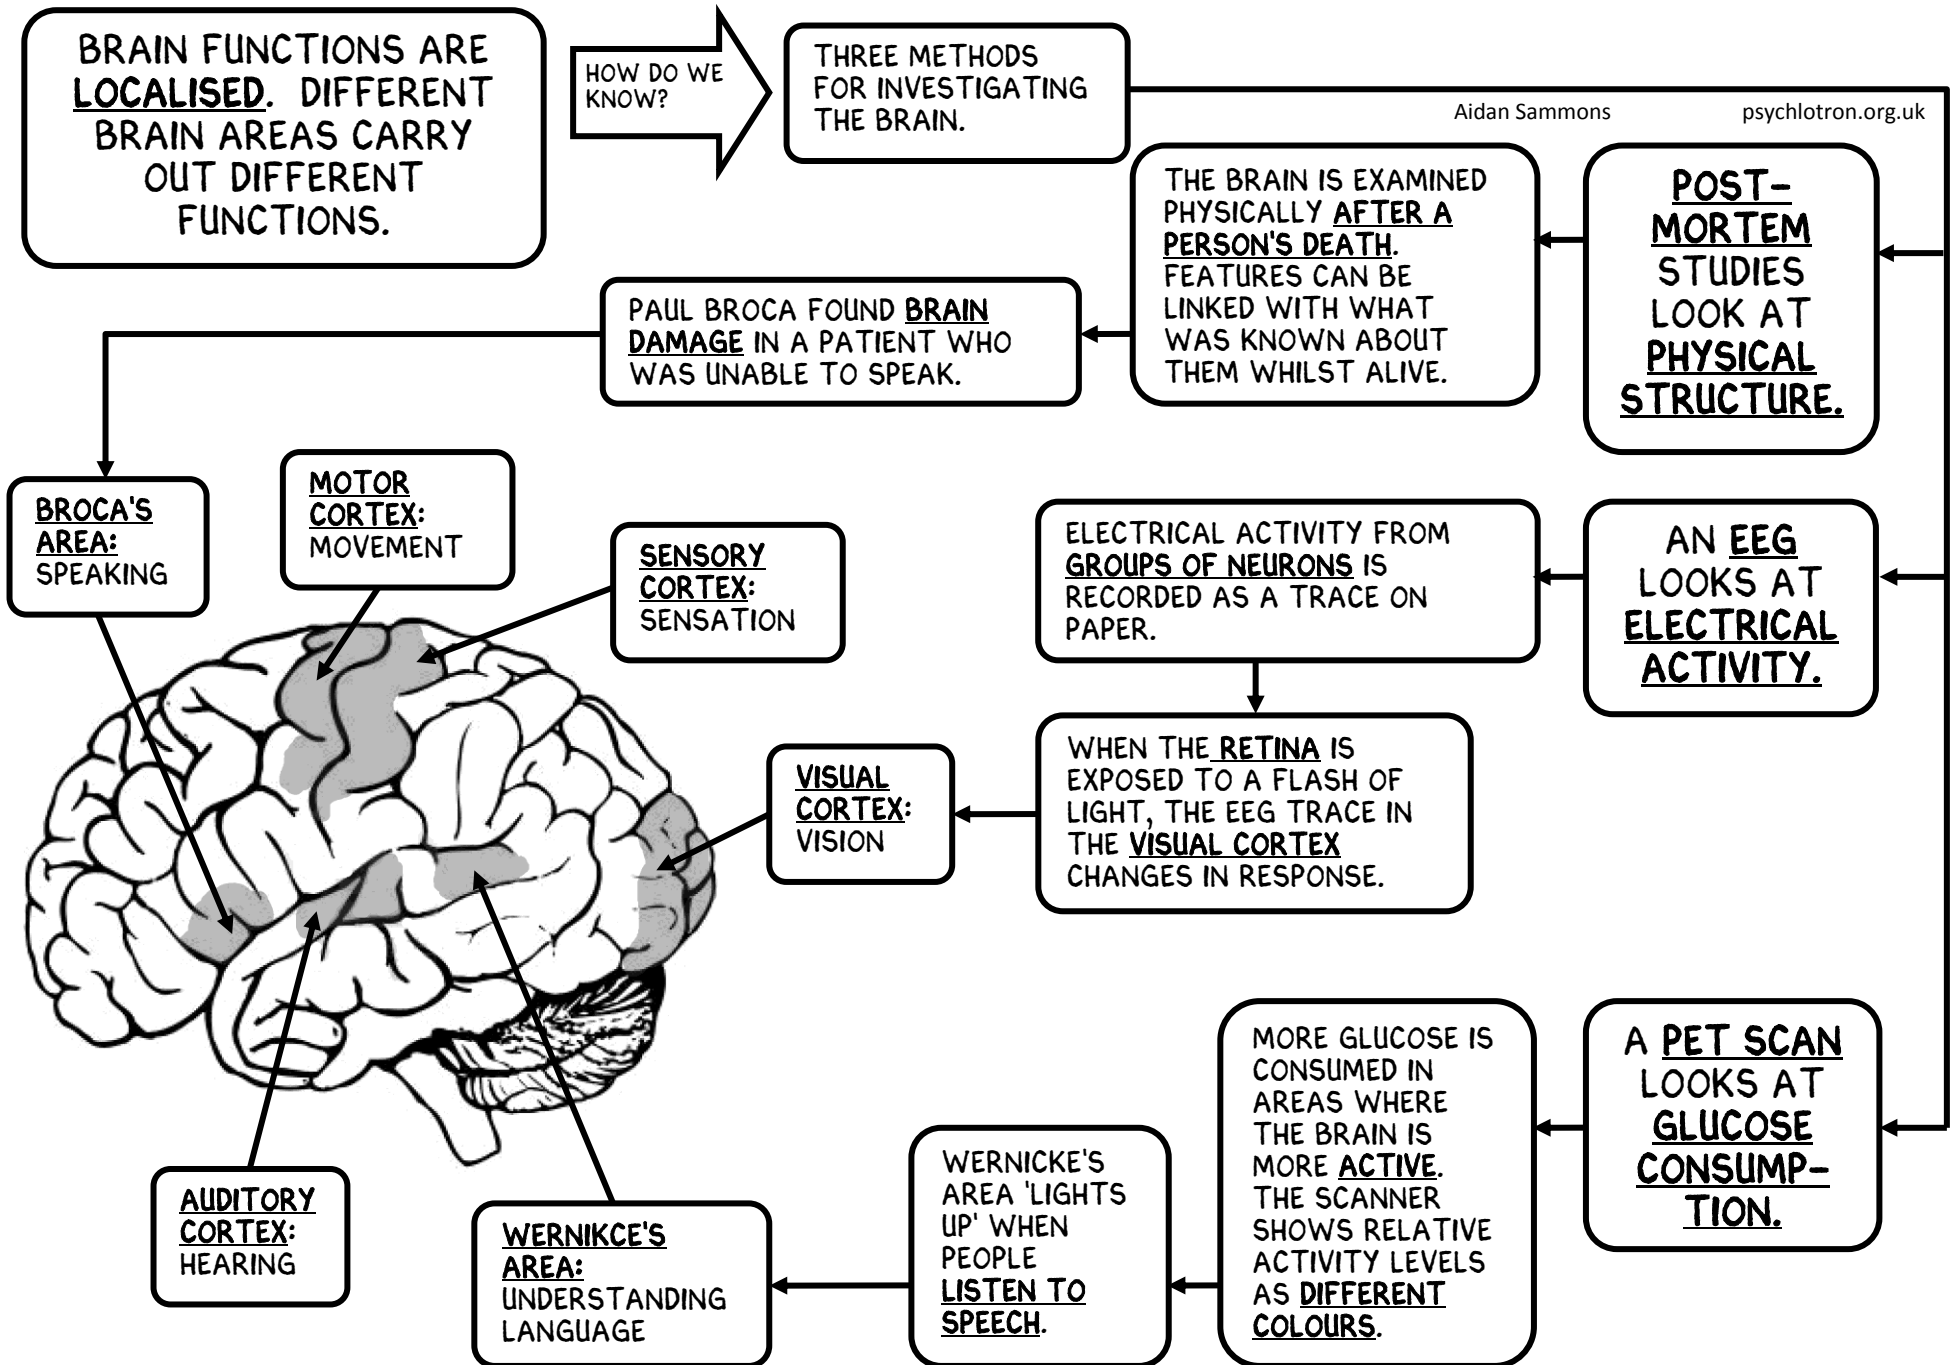 BRAIN FUNCTIONS ARE
LOCALISED. DIFFERENT
BRAIN AREAS CARRY
OUT DIFFERENT
FUNCTIONS.
HOW DO WE
KNOW?
THREE METHODS
FOR INVESTIGATING
THE BRAIN.
Aidan Sammons
psychlotron.org.uk
POST-
MORTEM
STUDIES
LOOK AT
PHYSICAL
STRUCTURE.
THE BRAIN IS EXAMINED
PHYSICALLY AFTER A
PERSON'S DEATH.
FEATURES CAN BE
LINKED WITH WHAT
WAS KNOWN ABOUT
THEM WHILST ALIVE.
PAUL BROCA FOUND BRAIN
DAMAGE IN A PATIENT WHO
WAS UNABLE TO SPEAK.
BROCA'S
AREA:
SPEAKING
MOTOR
CORTEX:
MOVEMENT
SENSORY
CORTEX:
SENSATION
AN EEG
LOOKS AT
ELECTRICAL
ACTIVITY.
ELECTRICAL ACTIVITY FROM
GROUPS OF NEURONS IS
RECORDED AS A TRACE ON
PAPER.
WHEN THE RETINA IS
EXPOSED TO A FLASH OF
LIGHT, THE EEG TRACE IN
THE VISUAL CORTEX
CHANGES IN RESPONSE.
VISUAL
CORTEX:
VISION
A PET SCAN
LOOKS AT
GLUCOSE
CONSUMP-
TION.
MORE GLUCOSE IS
CONSUMED IN
AREAS WHERE
THE BRAIN IS
MORE ACTIVE.
THE SCANNER
SHOWS RELATIVE
ACTIVITY LEVELS
AS DIFFERENT
COLOURS.
WERNICKE'S
AREA 'LIGHTS
UP' WHEN
PEOPLE
LISTEN TO
SPEECH.
WERNIKCE'S
AREA:
UNDERSTANDING
LANGUAGE
AUDITORY
CORTEX:
HEARING